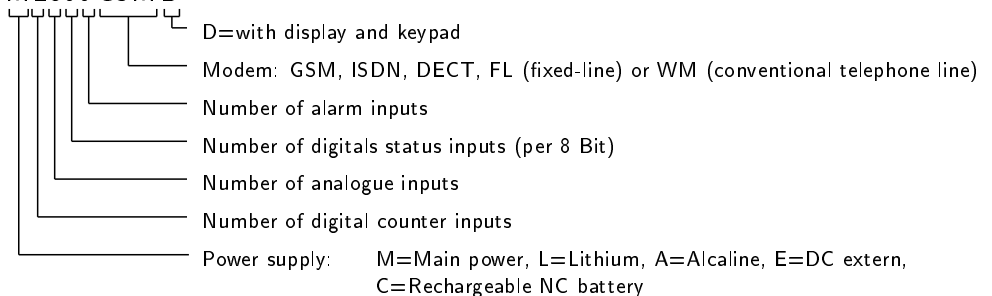 D=with display and keypad
Modem: GSM, ISDN, DECT, FL (fixed-line) or WM (conventional telephone line)
Number of alarm inputs
Number of digitals status inputs (per 8 Bit)
Number of analogue inputs
Number of digital counter inputs
Power supply: M=Main power, L=Lithium, A=Alcaline, E=DC extern,
C=Rechargeable NC battery